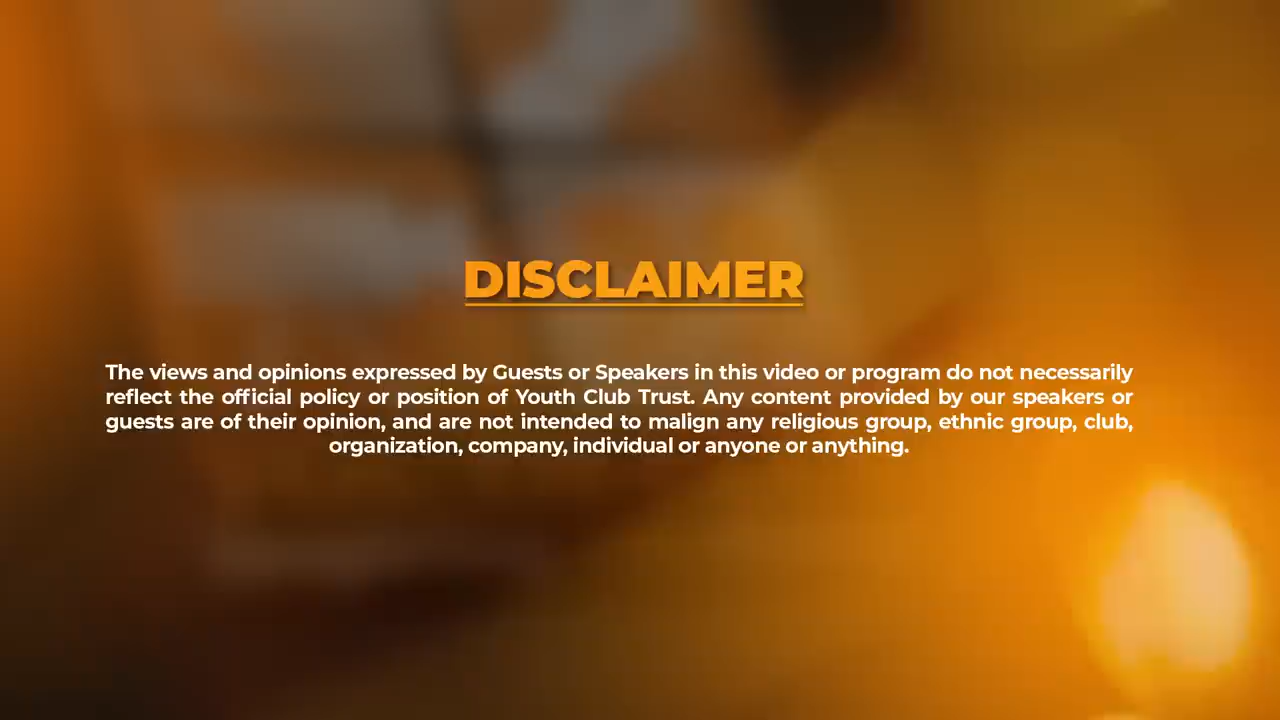 DISCLAIMER
The views and opinions expressed by Guests or Speakers in this video or program do not necessarily
reflect the official policy or position of Youth Club Trust. Any content provided by our speakers or
guests are of their opinion, and are not intended to malign any religious group, ethnic group, club,
organization, company, individual or anyone or anything.